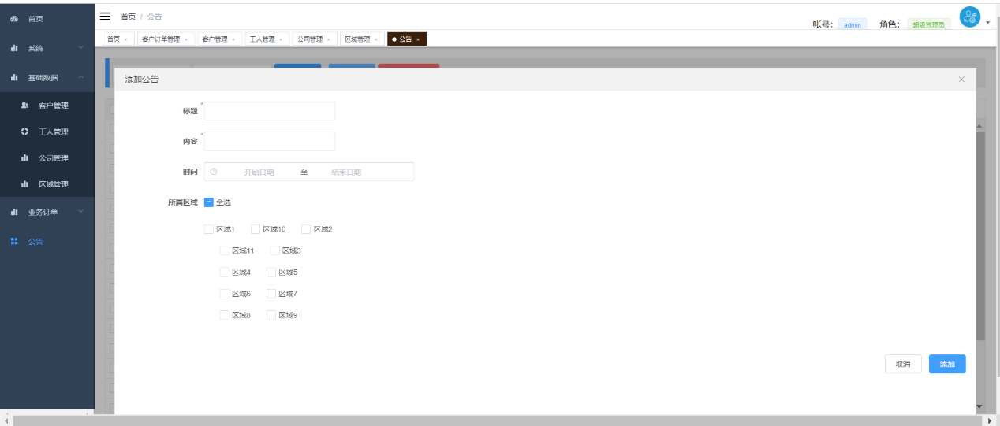 首页
系统
基础数据
客户管理
工人管理
公司管理
区域管理
业务订单
公告
首页 / 公告
帐号： admin 角色： 超级管理员
首页 × 客户订单管理 × 客户管理 × 工人管理 × 公司管理 × 区域管理 × 公告 ×
添加公告
标题 *
内容 *
时间 开始日期 至 结束日期
所属区域 全选
区域1 区域10 区域2
区域11 区域3
区域4 区域5
区域6 区域7
区域8 区域9
取消 添加